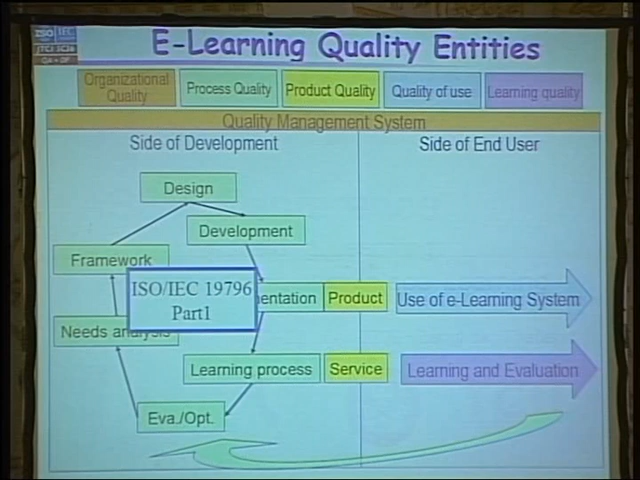 ISO IEC
JTC1 SC36
E-Learning Quality Entities
Organizational Quality
Process Quality
Product Quality
Quality of use
Learning quality
Quality Management System
Side of Development
Side of End User
Design
Development
Framework
ISO/IEC 19796
Part1
entation
Product
Use of e-Learning System
Needs analysis
Learning process
Service
Learning and Evaluation
Eva./Opt.